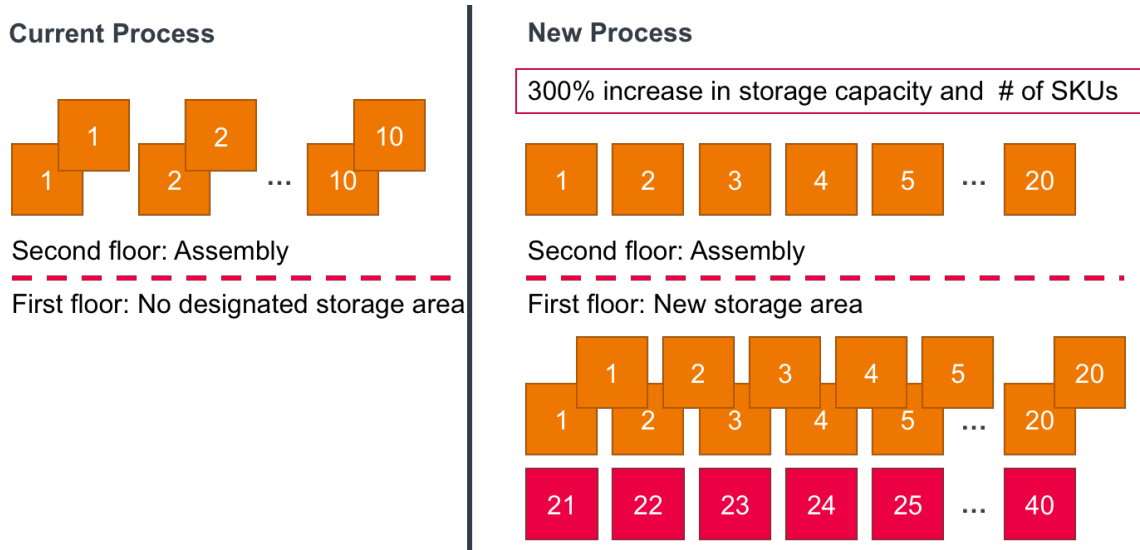 Current Process
1 2 10
1 2 ... 10
Second floor: Assembly
First floor: No designated storage area
New Process
300% increase in storage capacity and # of SKUs
1 2 3 4 5 ... 20
Second floor: Assembly
First floor: New storage area
1 2 3 4 5 20
1 2 3 4 5 ... 20
21 22 23 24 25 ... 40